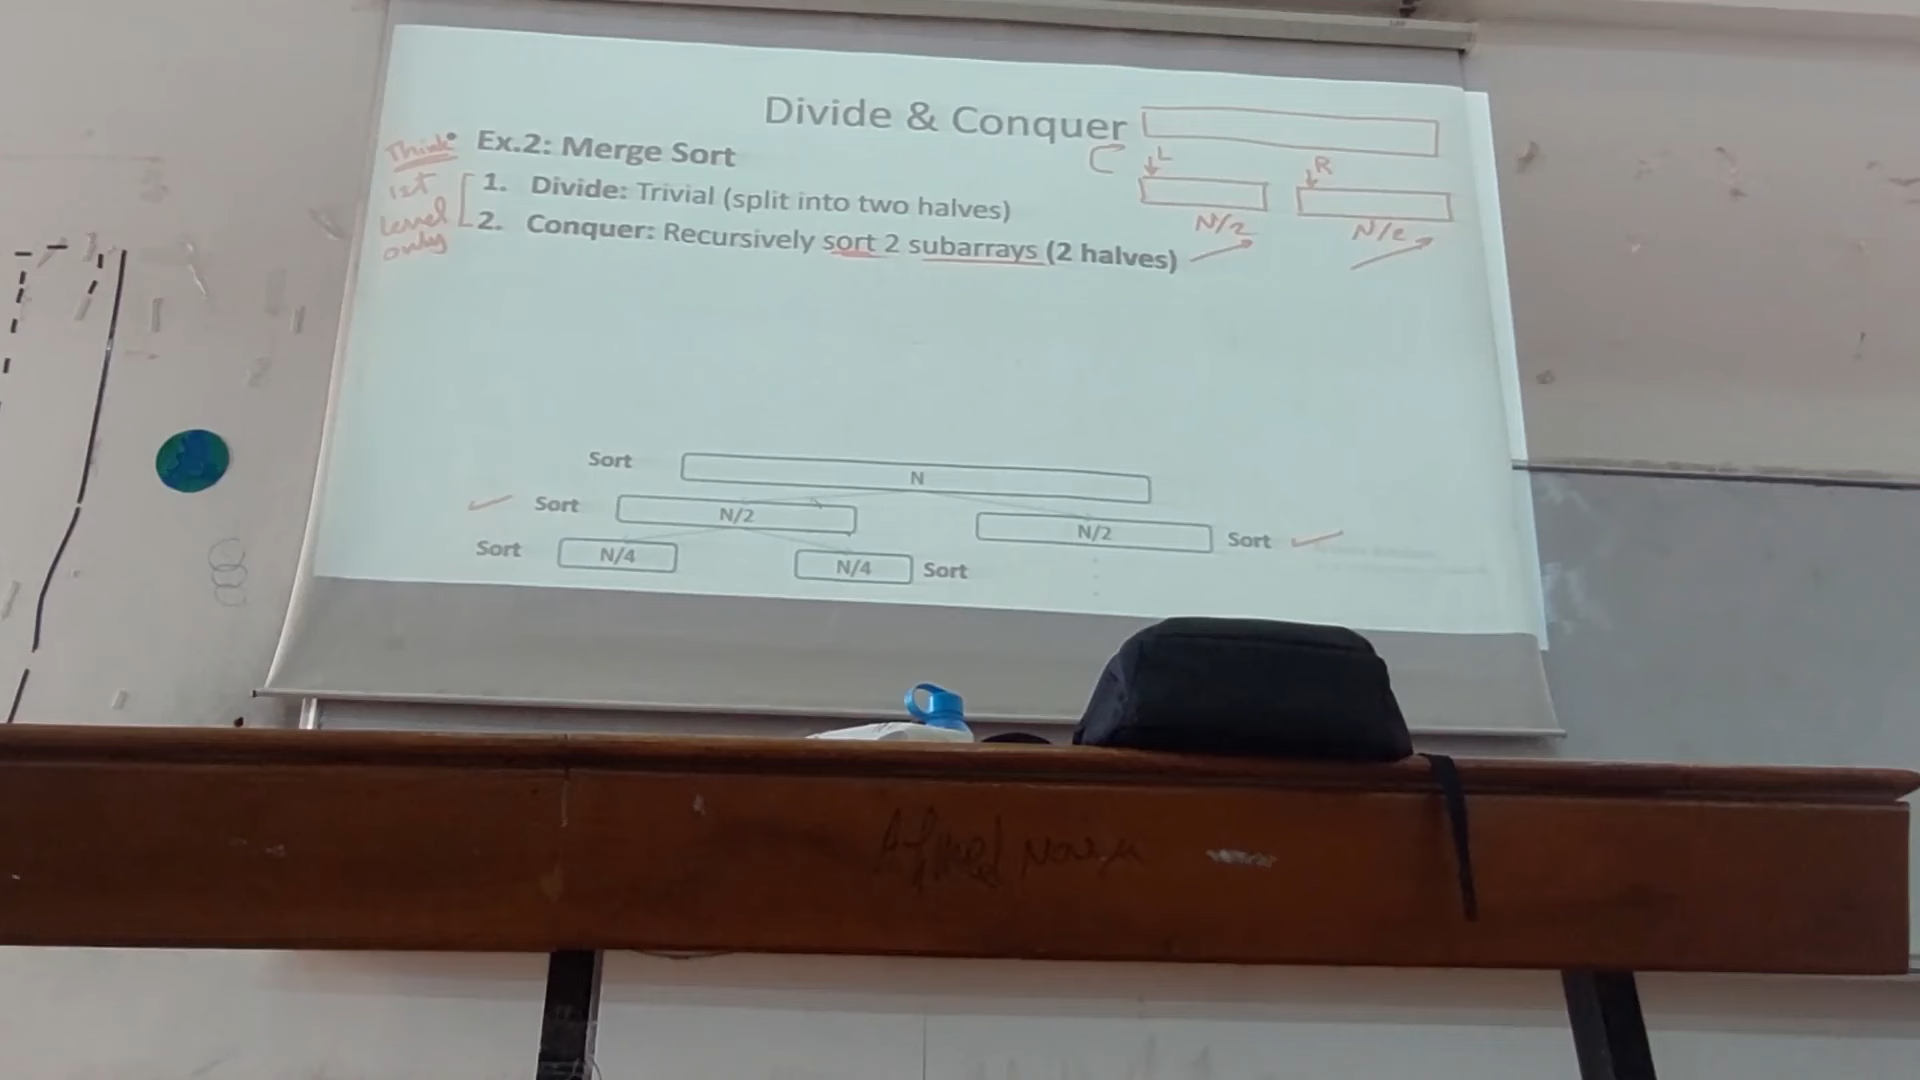 Divide & Conquer
Think
1st
level
only
• Ex.2: Merge Sort
1. Divide: Trivial (split into two halves)
2. Conquer: Recursively sort 2 subarrays (2 halves)
L
R
N/2
N/2
Sort
N
Sort
N/2
N/2
Sort
Sort
N/4
N/4
Sort